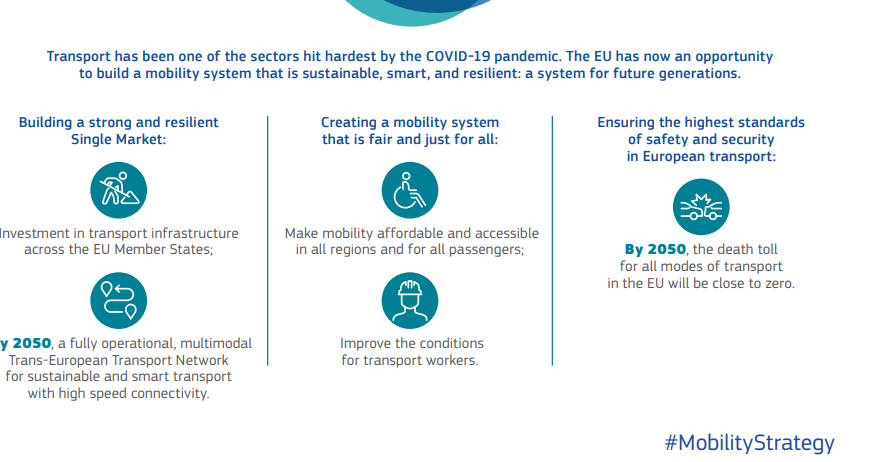 Transport has been one of the sectors hit hardest by the COVID-19 pandemic. The EU has now an opportunity
to build a mobility system that is sustainable, smart, and resilient: a system for future generations.
Building a strong and resilient
Single Market:
Investment in transport infrastructure
across the EU Member States;
y 2050, a fully operational, multimodal
Trans-European Transport Network
for sustainable and smart transport
with high speed connectivity.
Creating a mobility system
that is fair and just for all:
Make mobility affordable and accessible
in all regions and for all passengers;
Improve the conditions
for transport workers.
Ensuring the highest standards
of safety and security
in European transport:
By 2050, the death toll
for all modes of transport
in the EU will be close to zero.
#MobilityStrategy